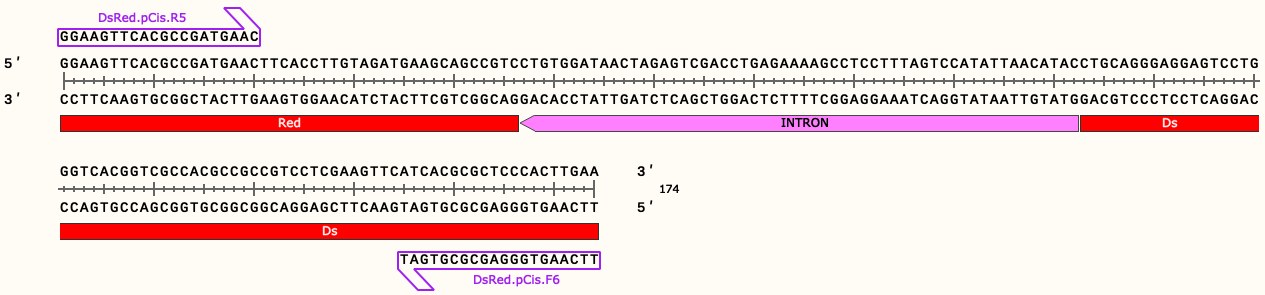 DsRed.pCis.R5
GGAAGTTCACGCCGATGAAC
5' GGAAGTTCACGCCGATGAACTTCACCTTGTAGATGAAGCAGCCGTCCTGTGGATAACTAGAGTCGACCTGAGAAAAGCCTCCTTTAGTCCATATTAACATACCTGCAGGGAGGAGTCCTG
3' CCTTCAAGTGCGGCTACTTGAAGTGGAACATCTACTTCGTCGGCAGGACACCTATTGATCTCAGCTGGACTCTTTTCGGAGGAAATCAGGTATAATTGTATGGACGTCCCTCCTCAGGAC
Red INTRON Ds
GGTCACGGTCGCCACGCCGCCGTCCTCGAAGTTCATCACGCGCTCCCACTTGAA 3'
174
CCAGTGCCAGCGGTGCGGCGGCAGGAGCTTCAAGTAGTGCGCGAGGGTGAACTT 5'
Ds
TAGTGCGCGAGGGTGAACTT
DsRed.pCis.F6